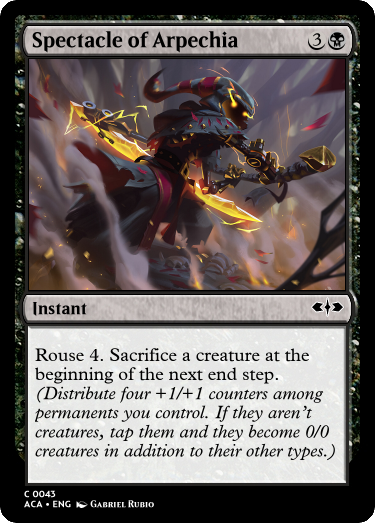 Spectacle of Arpechia 3
Instant
Rouse 4. Sacrifice a creature at the
beginning of the next end step.
(Distribute four +1/+1 counters among
permanents you control. If they aren't
creatures, tap them and they become 0/0
creatures in addition to their other types.)
C 0043
ACA • ENG Gabriel Rubio